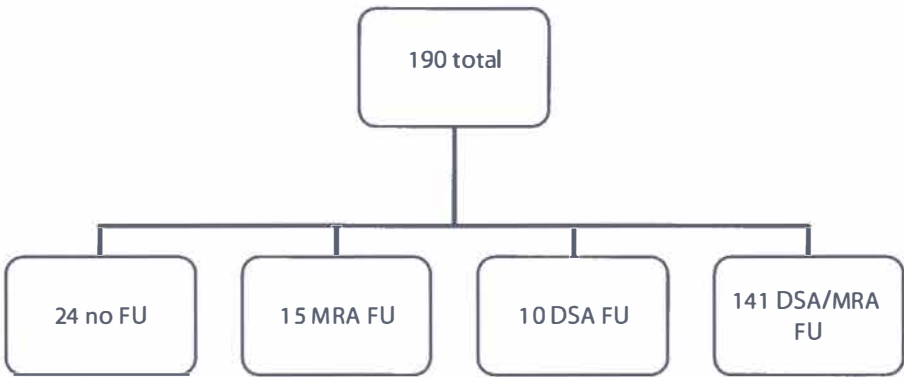 190 total
24 no FU
15 MRA FU
10 DSA FU
141 DSA/MRA
FU